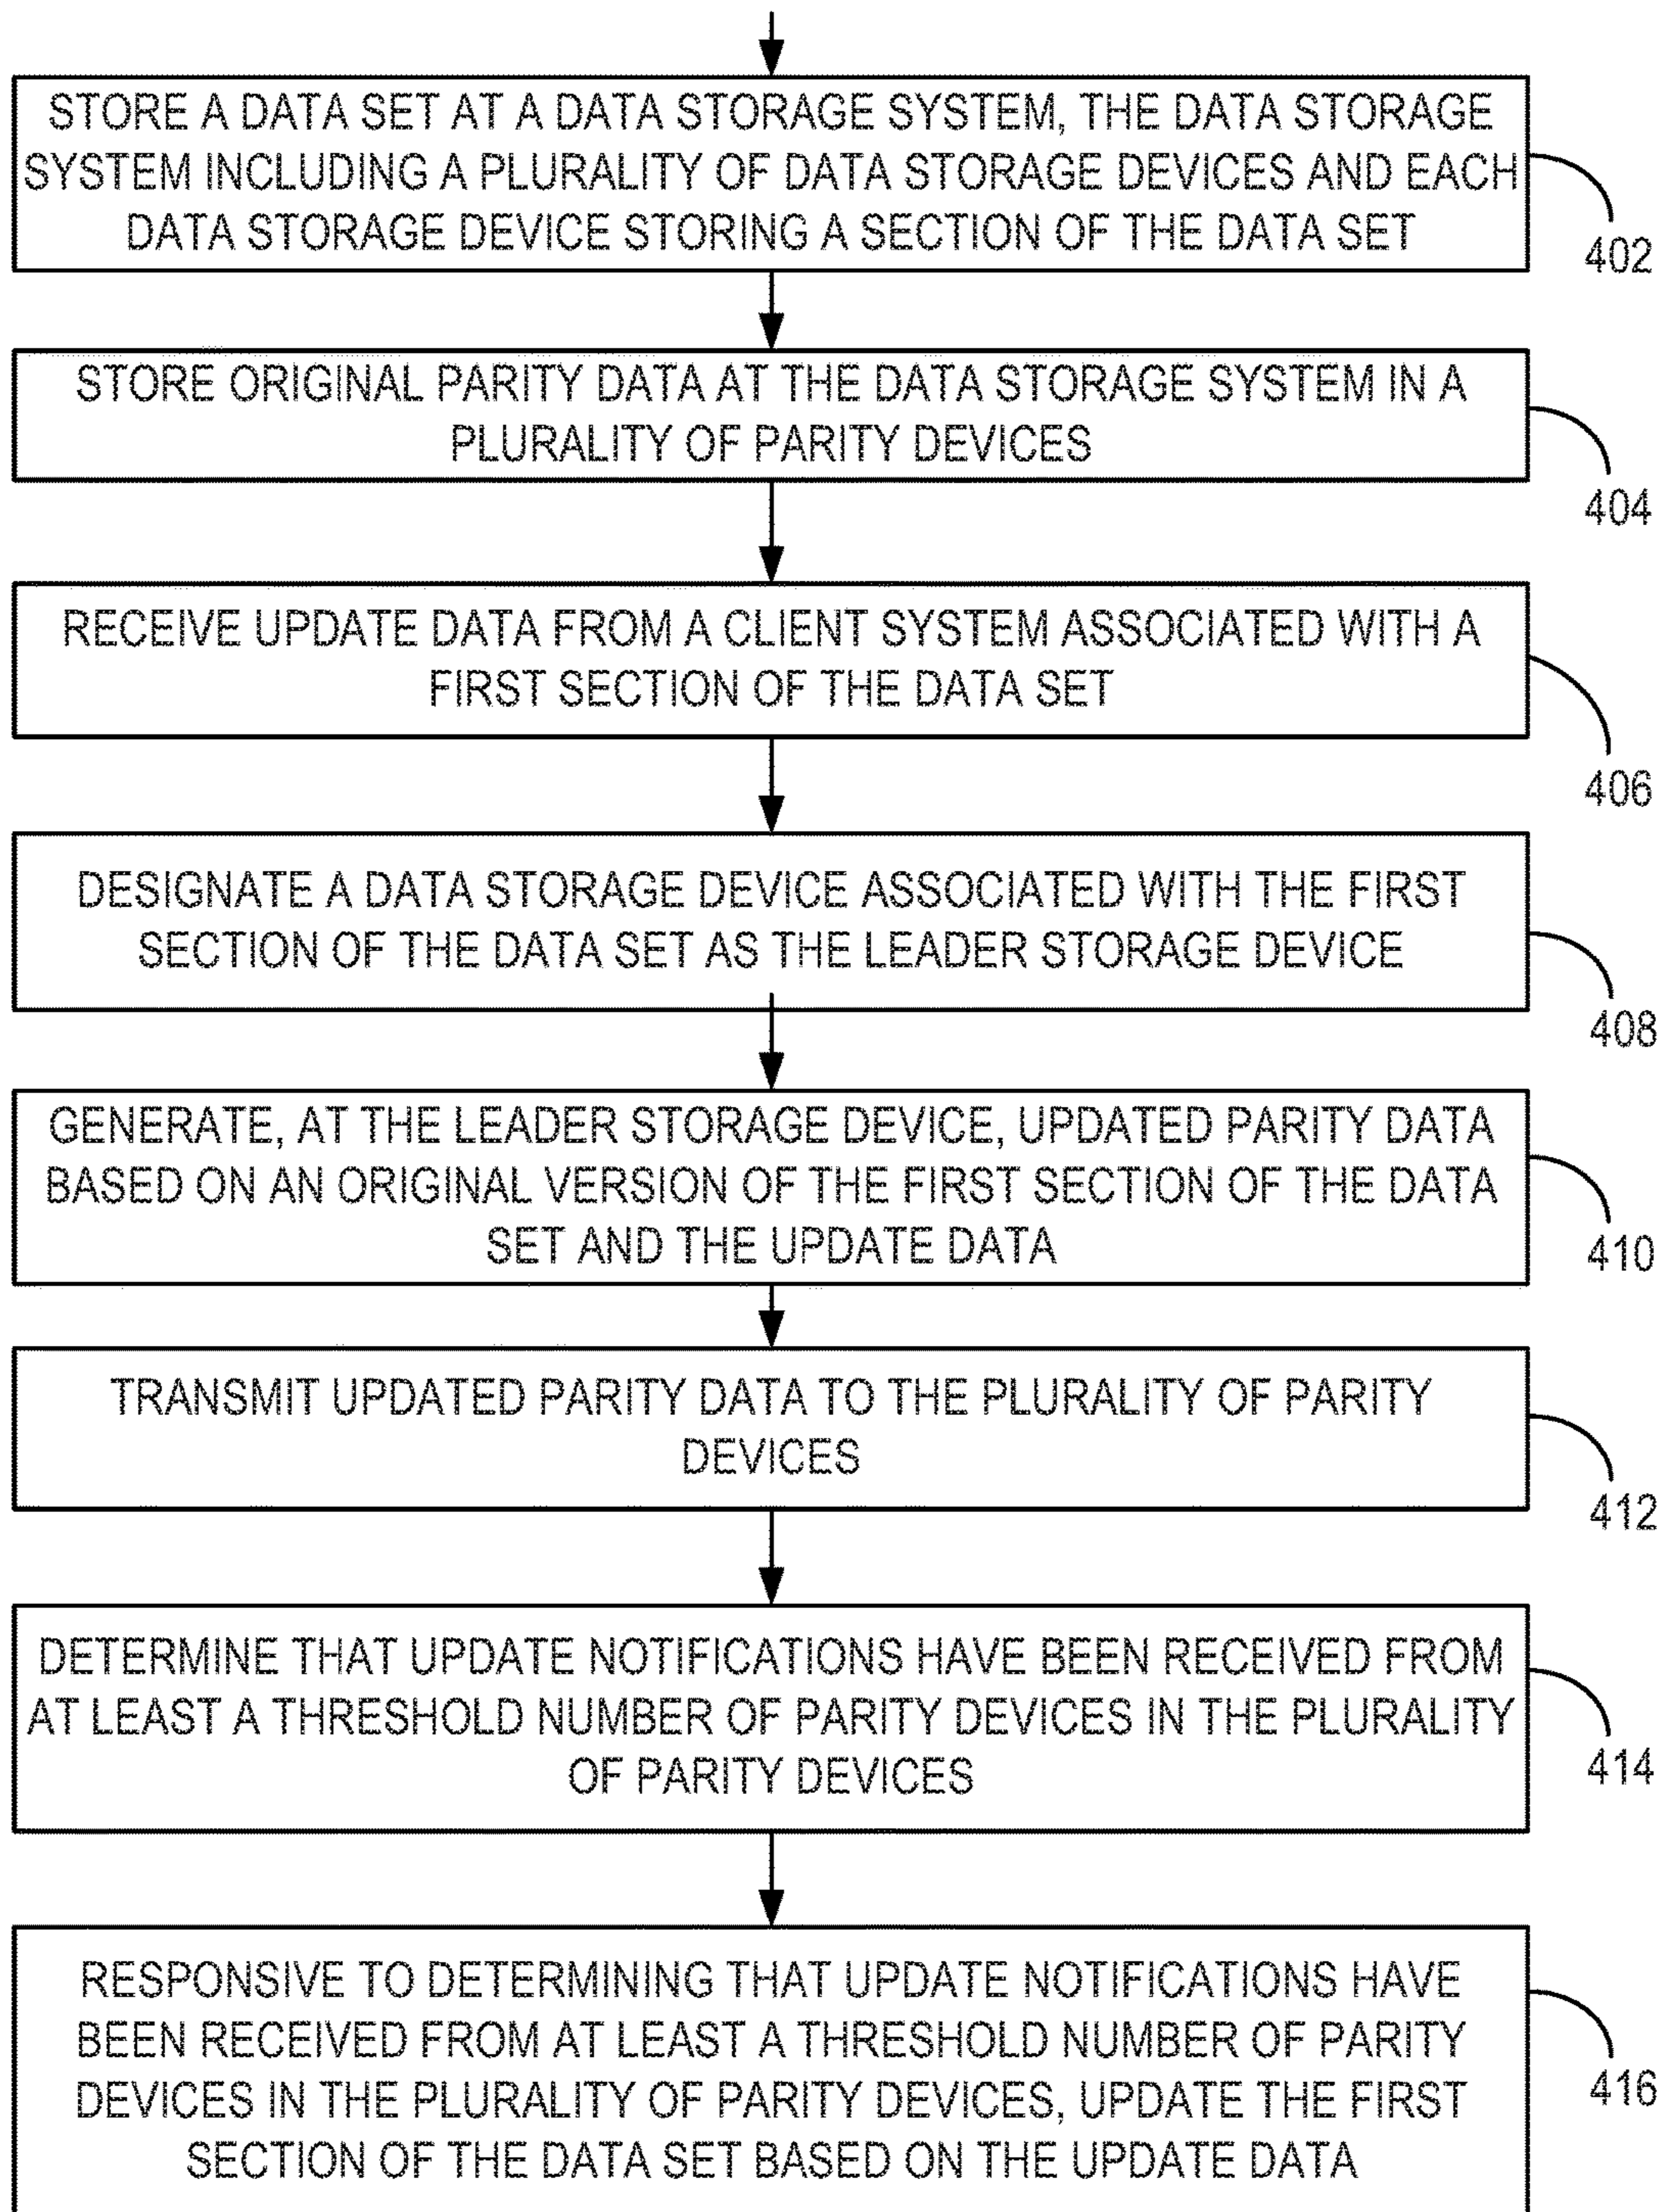 STORE A DATA SET AT A DATA STORAGE SYSTEM, THE DATA STORAGE
SYSTEM INCLUDING A PLURALITY OF DATA STORAGE DEVICES AND EACH
DATA STORAGE DEVICE STORING A SECTION OF THE DATA SET
402
STORE ORIGINAL PARITY DATA AT THE DATA STORAGE SYSTEM IN A
PLURALITY OF PARITY DEVICES
404
RECEIVE UPDATE DATA FROM A CLIENT SYSTEM ASSOCIATED WITH A
FIRST SECTION OF THE DATA SET
406
DESIGNATE A DATA STORAGE DEVICE ASSOCIATED WITH THE FIRST
SECTION OF THE DATA SET AS THE LEADER STORAGE DEVICE
408
GENERATE, AT THE LEADER STORAGE DEVICE, UPDATED PARITY DATA
BASED ON AN ORIGINAL VERSION OF THE FIRST SECTION OF THE DATA
SET AND THE UPDATE DATA
410
TRANSMIT UPDATED PARITY DATA TO THE PLURALITY OF PARITY
DEVICES
412
DETERMINE THAT UPDATE NOTIFICATIONS HAVE BEEN RECEIVED FROM
AT LEAST A THRESHOLD NUMBER OF PARITY DEVICES IN THE PLURALITY
OF PARITY DEVICES
414
RESPONSIVE TO DETERMINING THAT UPDATE NOTIFICATIONS HAVE
BEEN RECEIVED FROM AT LEAST A THRESHOLD NUMBER OF PARITY
DEVICES IN THE PLURALITY OF PARITY DEVICES, UPDATE THE FIRST
SECTION OF THE DATA SET BASED ON THE UPDATE DATA
416